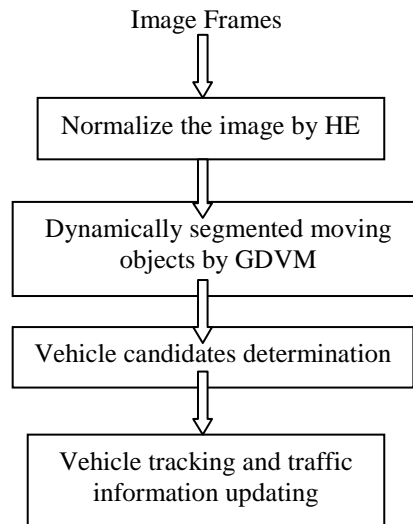 Image Frames
Normalize the image by HE
Dynamically segmented moving
objects by GDVM
Vehicle candidates determination
Vehicle tracking and traffic
information updating